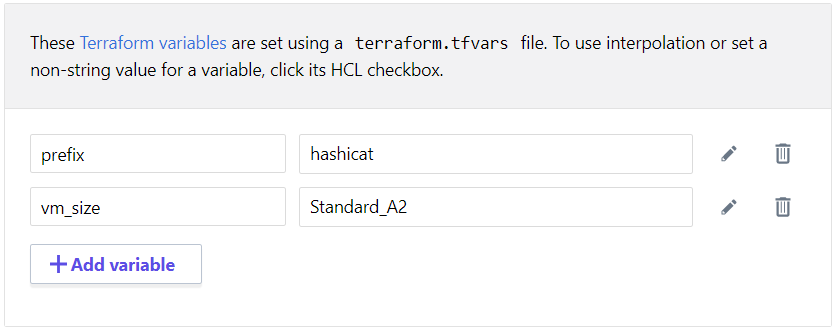 These Terraform variables are set using a terraform.tfvars file. To use interpolation or set a
non-string value for a variable, click its HCL checkbox.
prefix hashicat
vm_size Standard_A2
+ Add variable